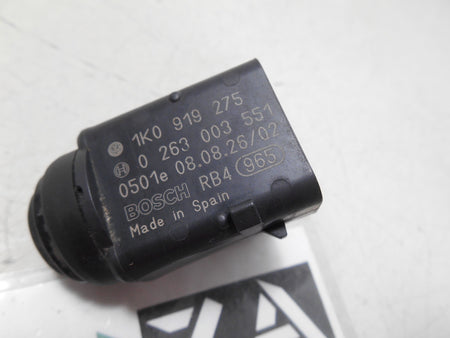 1K0 919 275
0 263 003 551
0501e 08.08.26/02
BOSCH RB4 965
Made in Spain